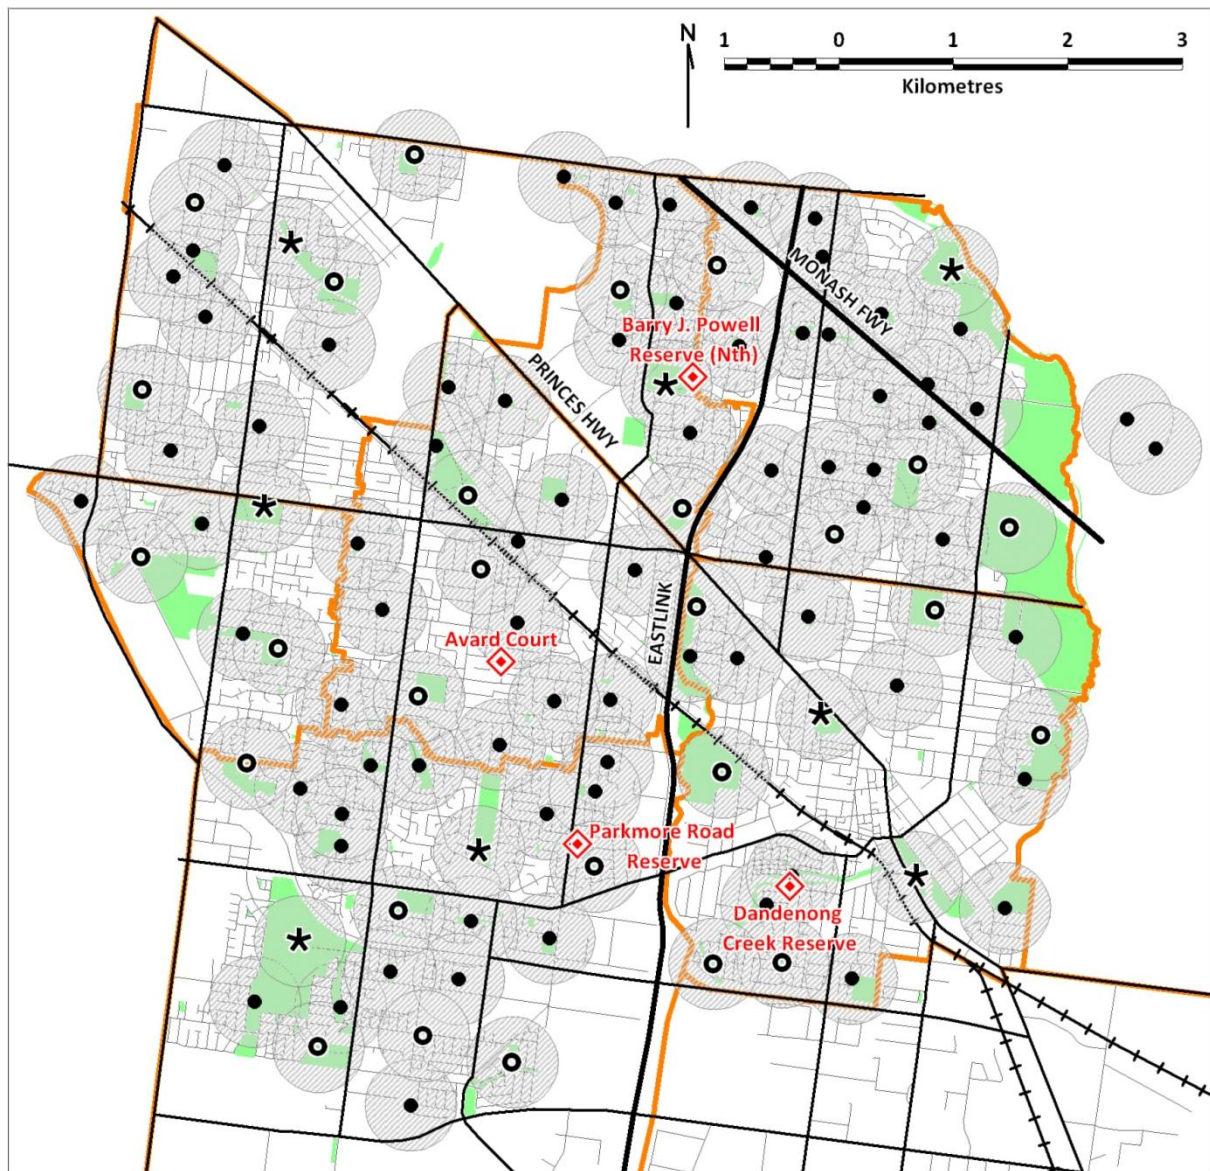 N
1 0 1 2 3
Kilometres
MONASH FWY
Barry J. Powell
Reserve (Nth)
PRINCES HWY
EASTLINK
Avard Court
Parkmore Road
Reserve
Dandenong
Creek Reserve